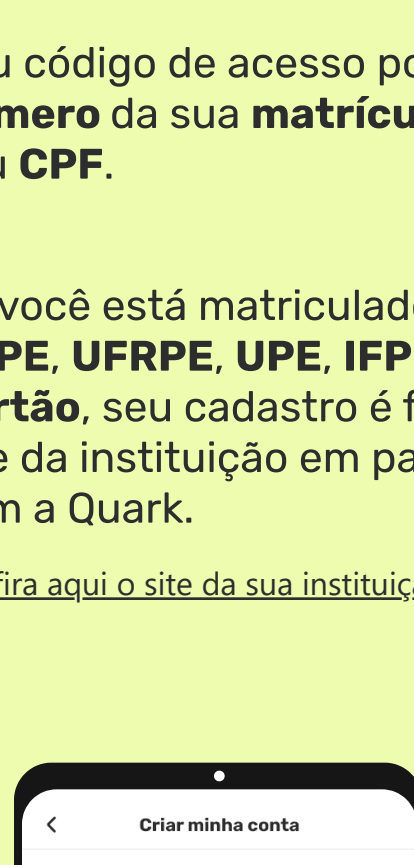 u código de acesso po
mero da sua matrícu
u CPF.
você está matriculad
PE, UFRPE, UPE, IFP
rtão, seu cadastro é f
e da instituição em pa
m a Quark.
fira aqui o site da sua instituiç
Criar minha conta